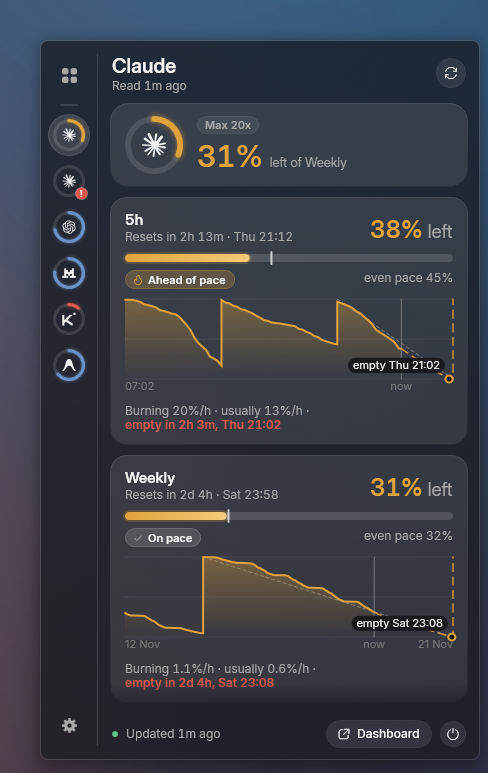 Claude
Read 1m ago
Max 20x
31% left of Weekly
!
5h
Resets in 2h 13m · Thu 21:12
38% left
Ahead of pace
even pace 45%
empty Thu 21:02
07:02
now
Burning 20%/h · usually 13%/h ·
empty in 2h 3m, Thu 21:02
Weekly
Resets in 2d 4h · Sat 23:58
31% left
On pace
even pace 32%
empty Sat 23:08
12 Nov
now
21 Nov
Burning 1.1%/h · usually 0.6%/h ·
empty in 2d 4h, Sat 23:08
Updated 1m ago
Dashboard